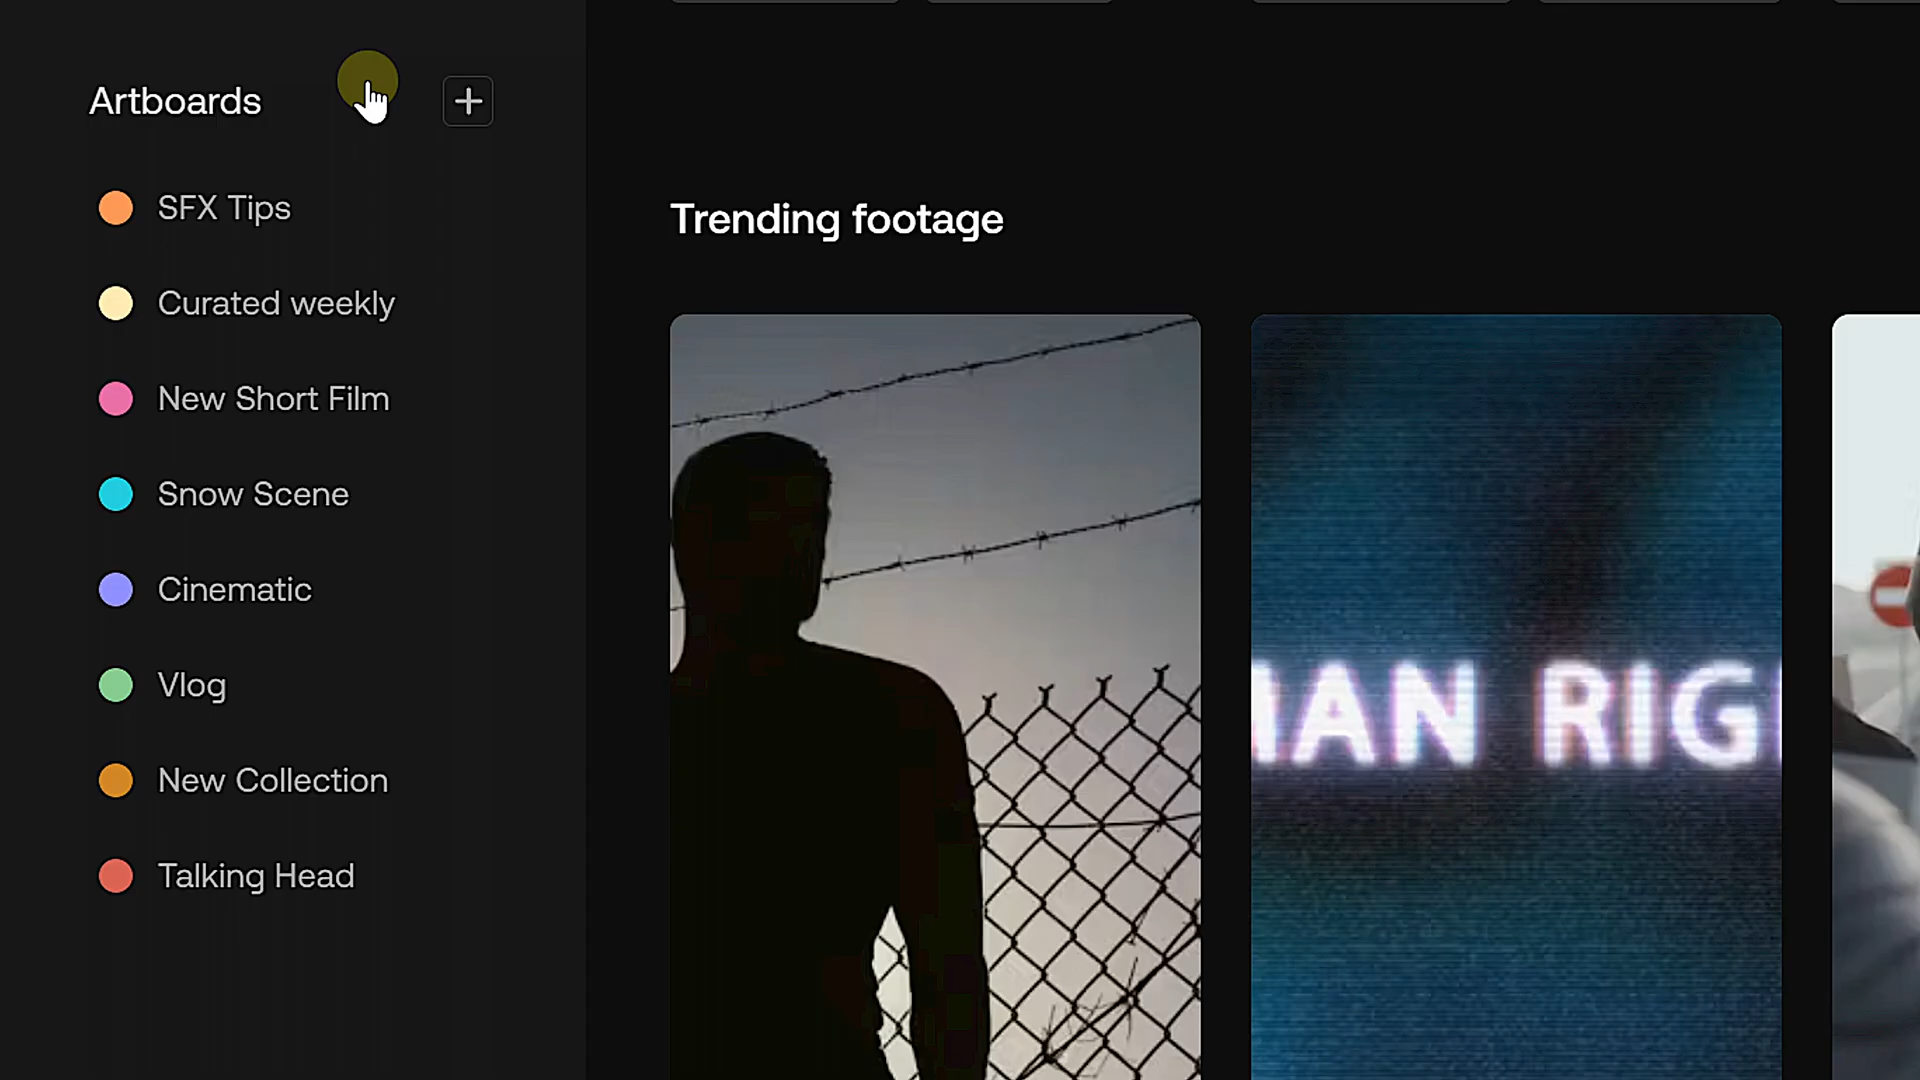 Artboards
SFX Tips
Curated weekly
New Short Film
Snow Scene
Cinematic
Vlog
New Collection
Talking Head
Trending footage
MAN RIG